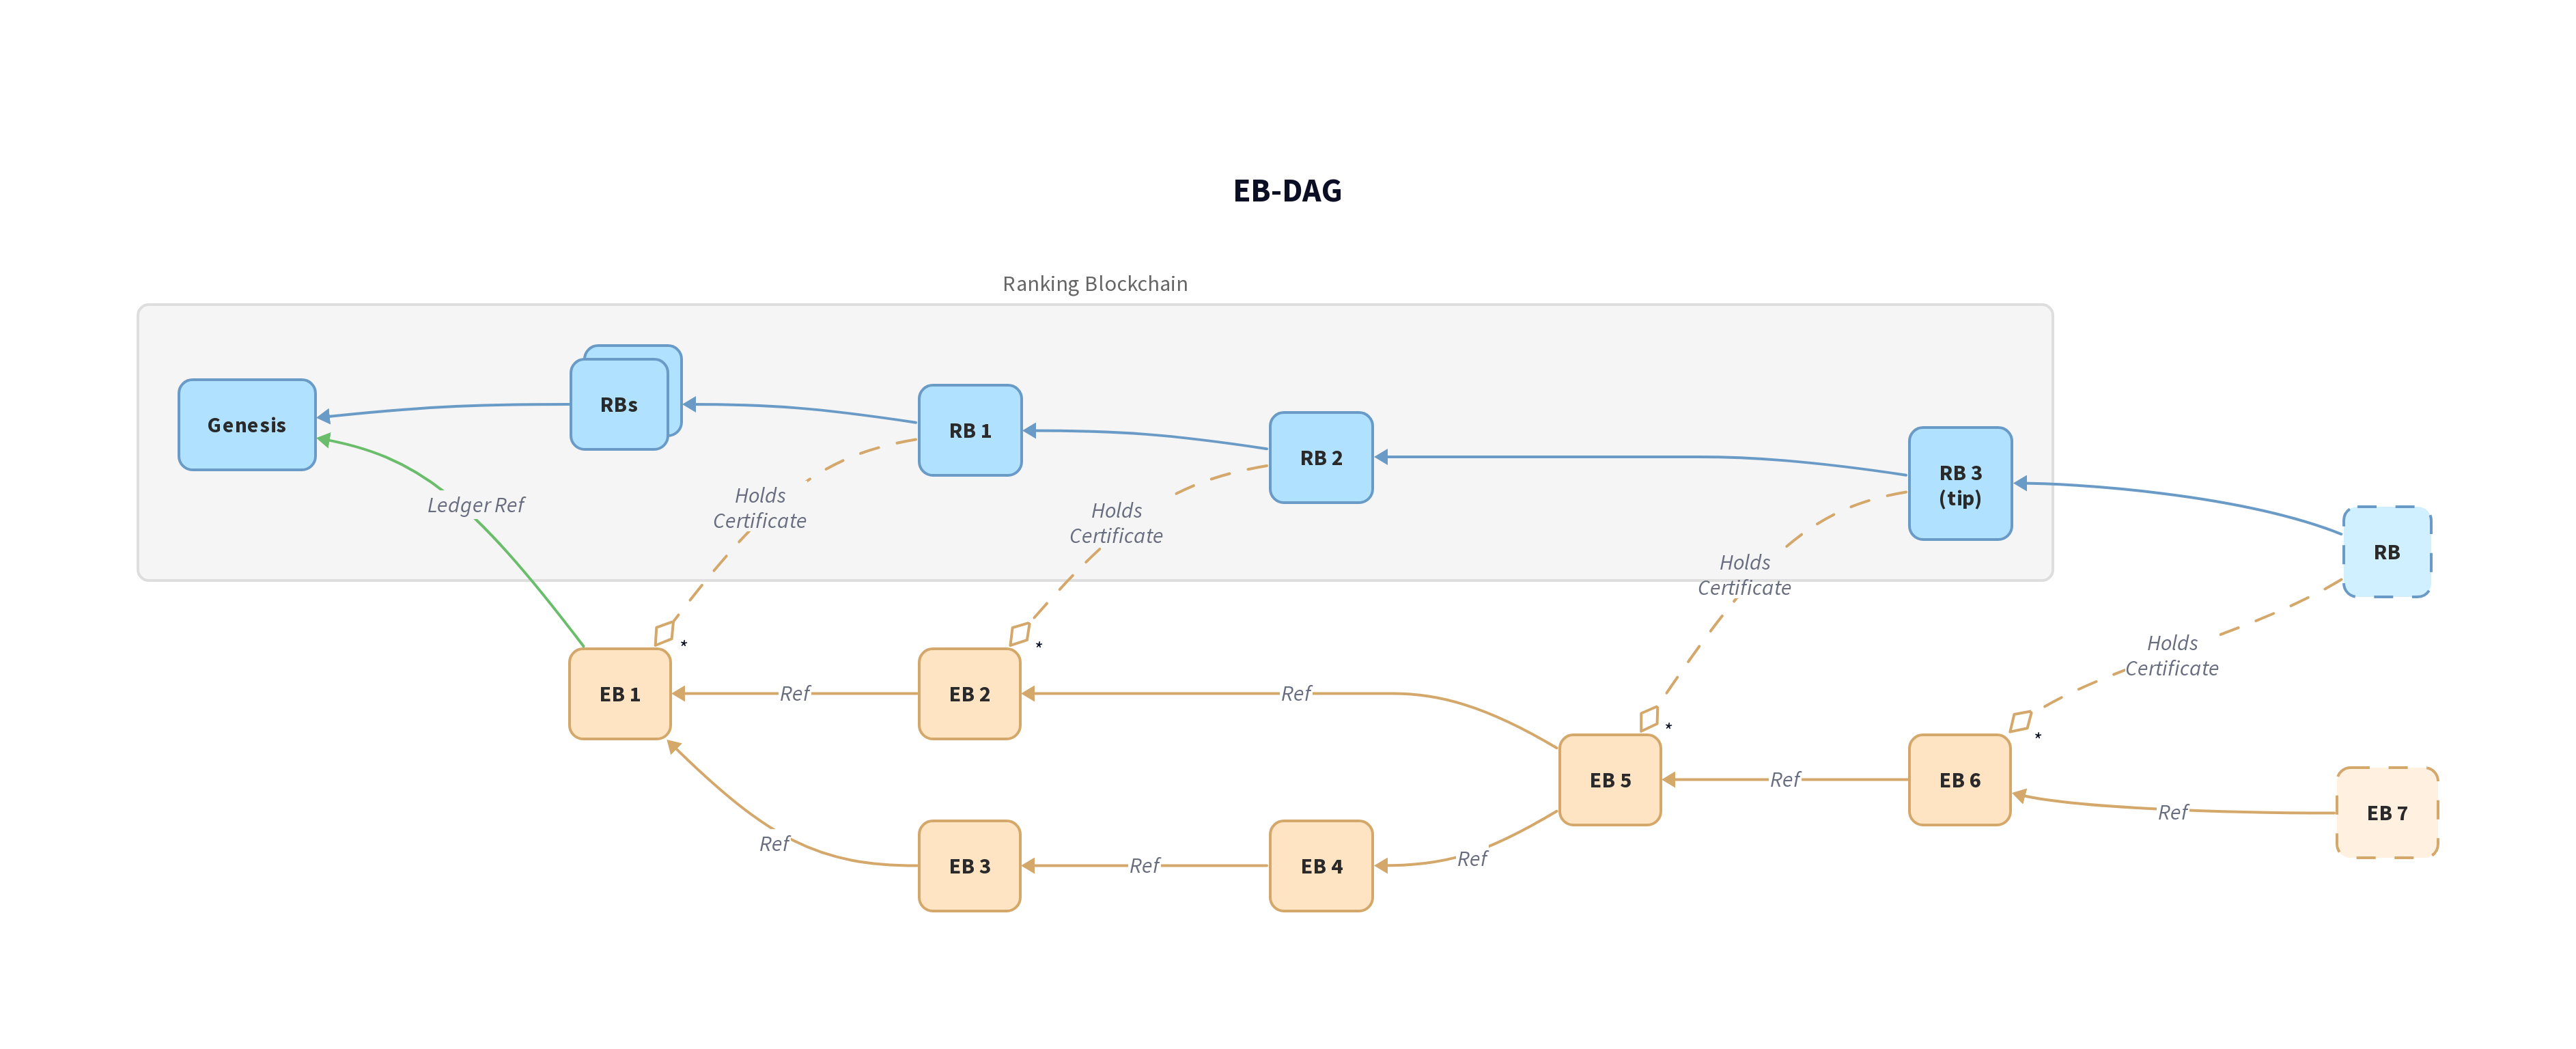 EB-DAG
Ranking Blockchain
Genesis
RBs
RB 1
RB 2
RB 3
(tip)
RB
Ledger Ref
Holds
Certificate
Holds
Certificate
Holds
Certificate
Holds
Certificate
*
*
*
*
EB 1
Ref
EB 2
Ref
EB 5
Ref
EB 6
Ref
EB 7
Ref
EB 3
Ref
EB 4
Ref